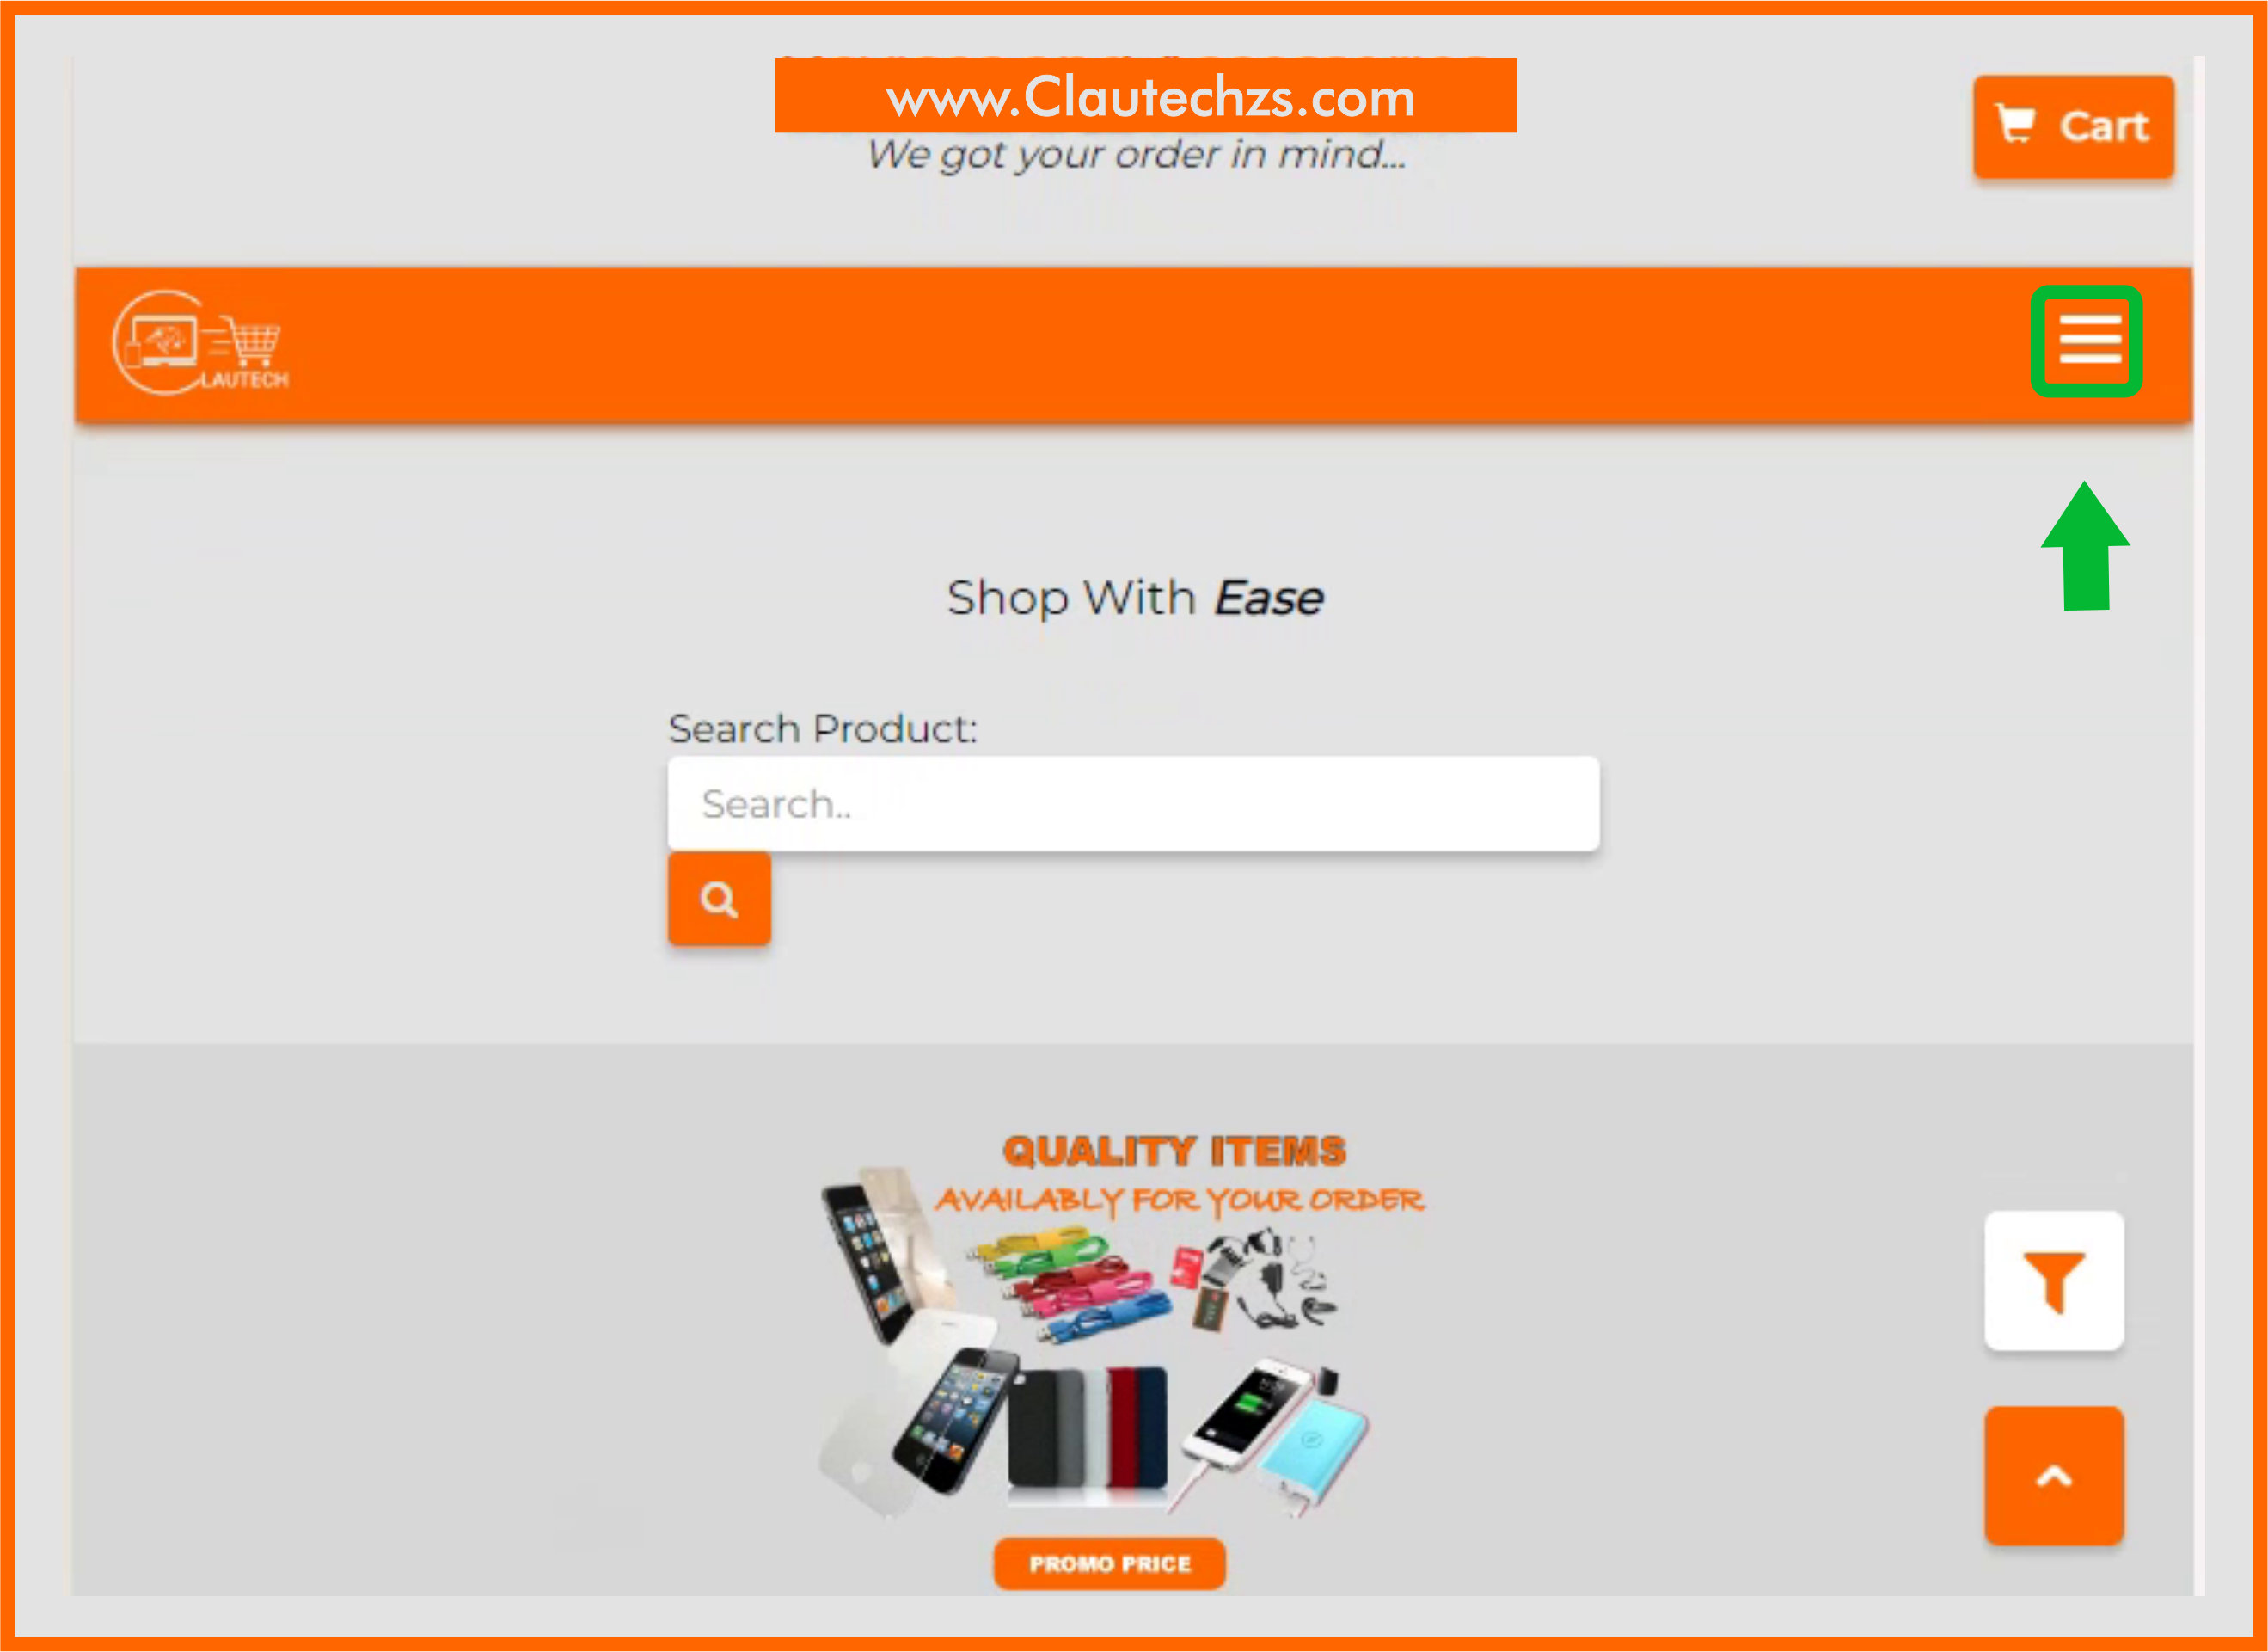 www.Clautechzs.com
We got your order in mind...
Cart
LAUTECH
Shop With Ease
Search Product:
Search..
QUALITY ITEMS
AVAILABLY FOR YOUR ORDER
PROMO PRICE